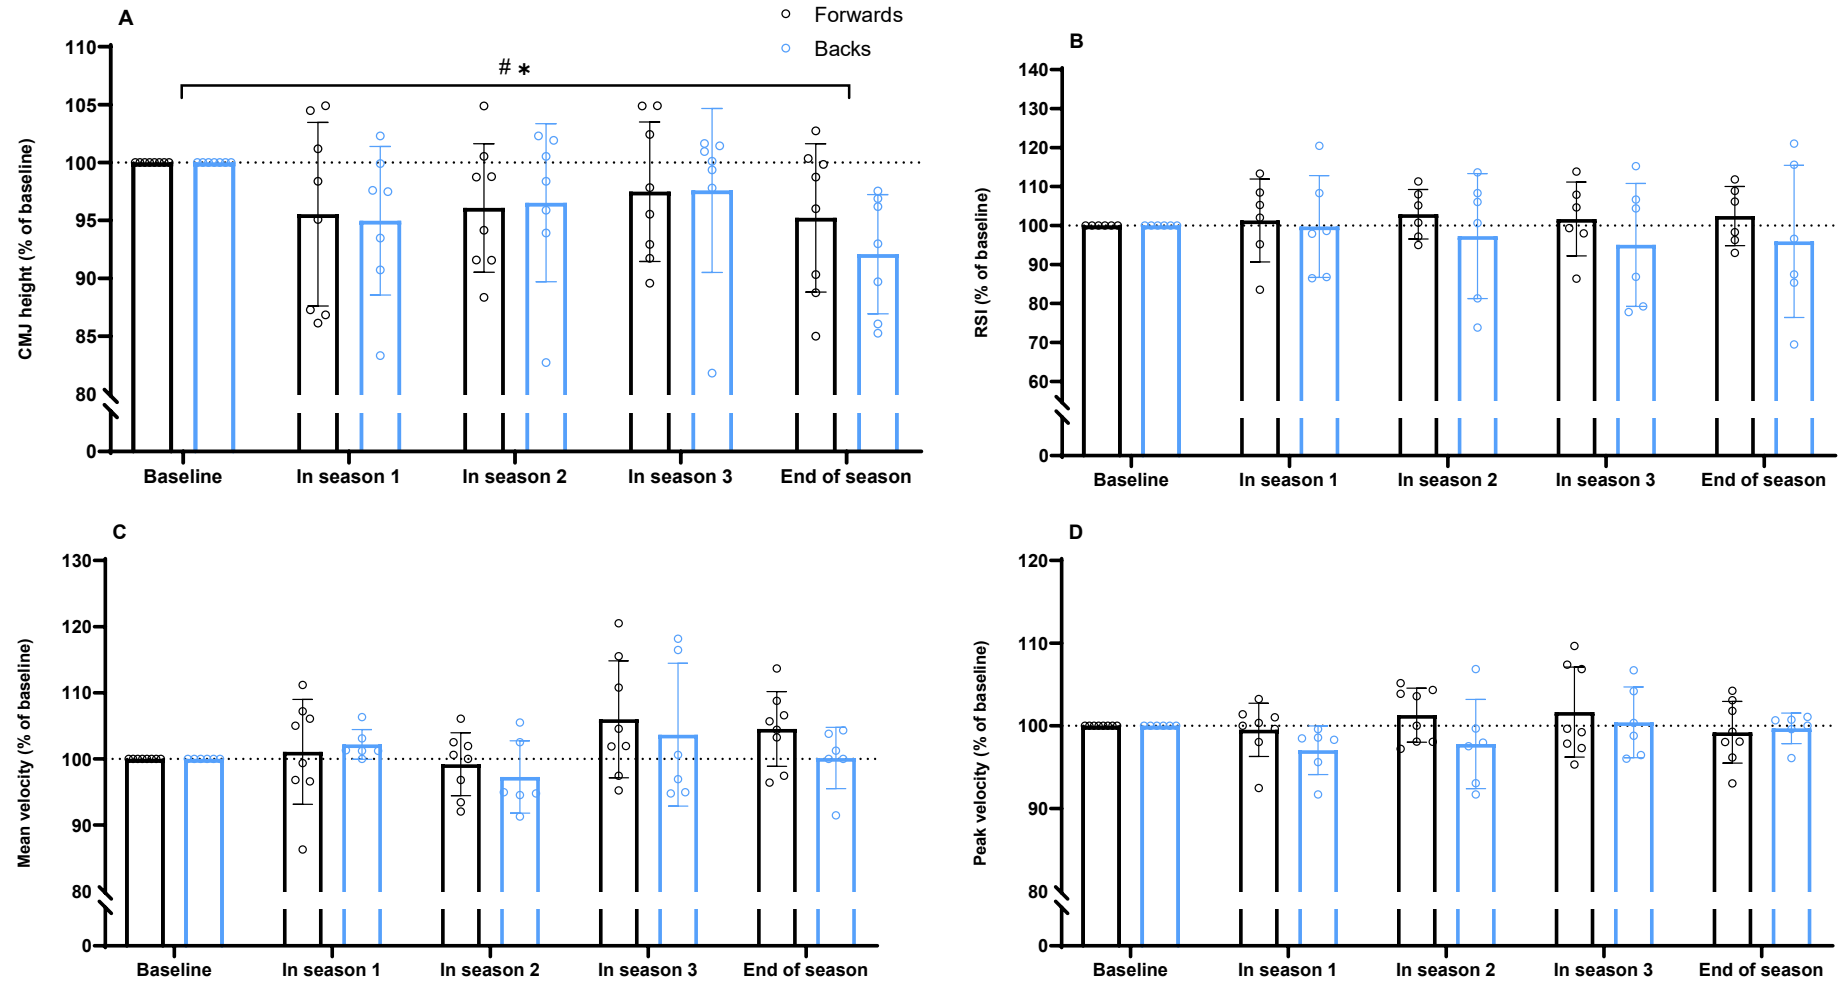 A
Forwards
Backs
# *
CMJ height (% of baseline)
110
105
100
95
90
85
80
0
Baseline
In season 1
In season 2
In season 3
End of season
B
RSI (% of baseline)
140
130
120
110
100
90
80
70
60
0
Baseline
In season 1
In season 2
In season 3
End of season
C
Mean velocity (% of baseline)
130
120
110
100
90
80
0
Baseline
In season 1
In season 2
In season 3
End of season
D
Peak velocity (% of baseline)
120
110
100
90
80
0
Baseline
In season 1
In season 2
In season 3
End of season